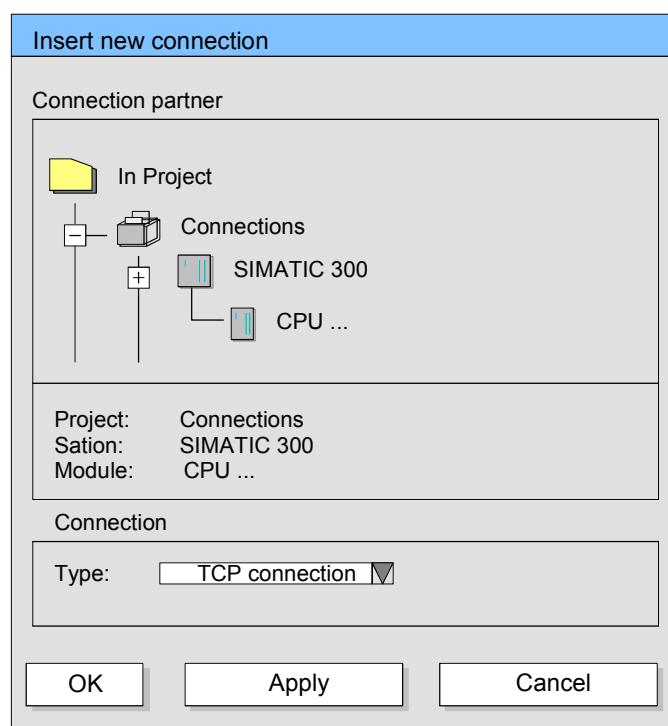 Insert new connection
Connection partner
In Project
Connections
SIMATIC 300
CPU ...
Project: Connections
Sation: SIMATIC 300
Module: CPU ...
Connection
Type: TCP connection
OK Apply Cancel